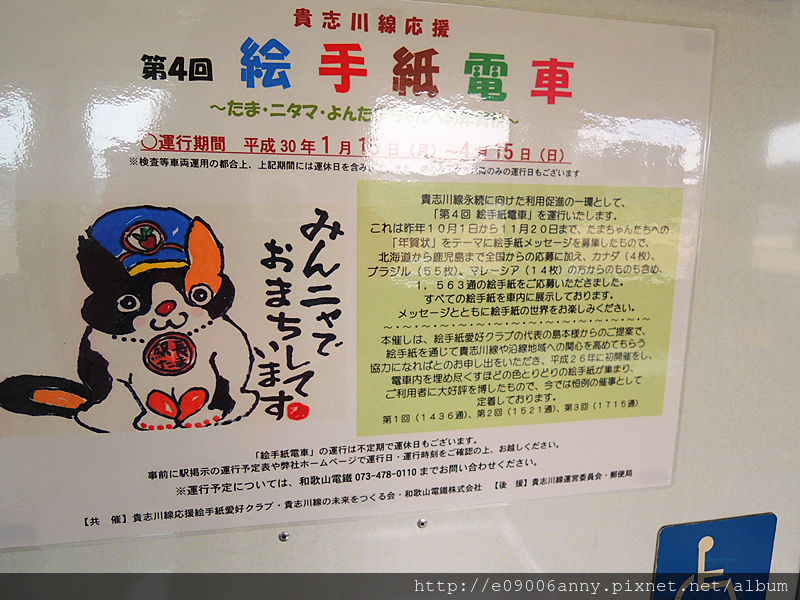 貴志川線応援
第4回 絵手紙電車
～たま・ニタマ・よんたま
〇運行期間 平成30年1月15日(月)～4月15日(日)
※検査等車両運用の都合上、上記期間には運休日を含み
のみの運行日もございます
みんニャで
おまちして
います
駅長
たま
貴志川線永続に向けた利用促進の一環として、
「第4回 絵手紙電車」を運行いたします。
これは昨年10月1日から11月20日まで、たまちゃんたちへの
「年賀状」をテーマに絵手紙メッセージを募集したもので、
北海道から鹿児島まで全国からの応募に加え、カナダ(4枚)、
ブラジル(55枚)、マレーシア(14枚)の方からのものも含め、
1,563通の絵手紙をご応募いただきました。
すべての絵手紙を車内に展示しております。
メッセージとともに絵手紙の世界をお楽しみください。
～・～・～・～・～・～・～・～・～・～・～・～・～・～・～・～
本催しは、絵手紙愛好クラブの代表の島本様からのご提案で、
絵手紙を通じて貴志川線や沿線地域への関心を高めてもらう
協力になればとのお申し出をいただき、平成26年に初開催をし、
電車内を埋め尽くすほどの色とりどりの絵手紙が集まり、
ご利用者に大好評を博したもので、今では恒例の催事として
定着しております。
第1回(1436通)、第2回(1521通)、第3回(1715通)
「絵手紙電車」の運行は不定期で運休日もございます。
事前に駅掲示の運行予定表や弊社ホームページで運行日・運行時刻をご確認の上、お越しください。
※運行予定については、和歌山電鐵 073-478-0110 までお問い合わせください。
【共 催】貴志川線応援絵手紙愛好クラブ・貴志川線の未来をつくる会・和歌山電鐵株式会社 【後 援】貴志川線運営委員会・郵便局
http://e09006anny.pixnet.net/album